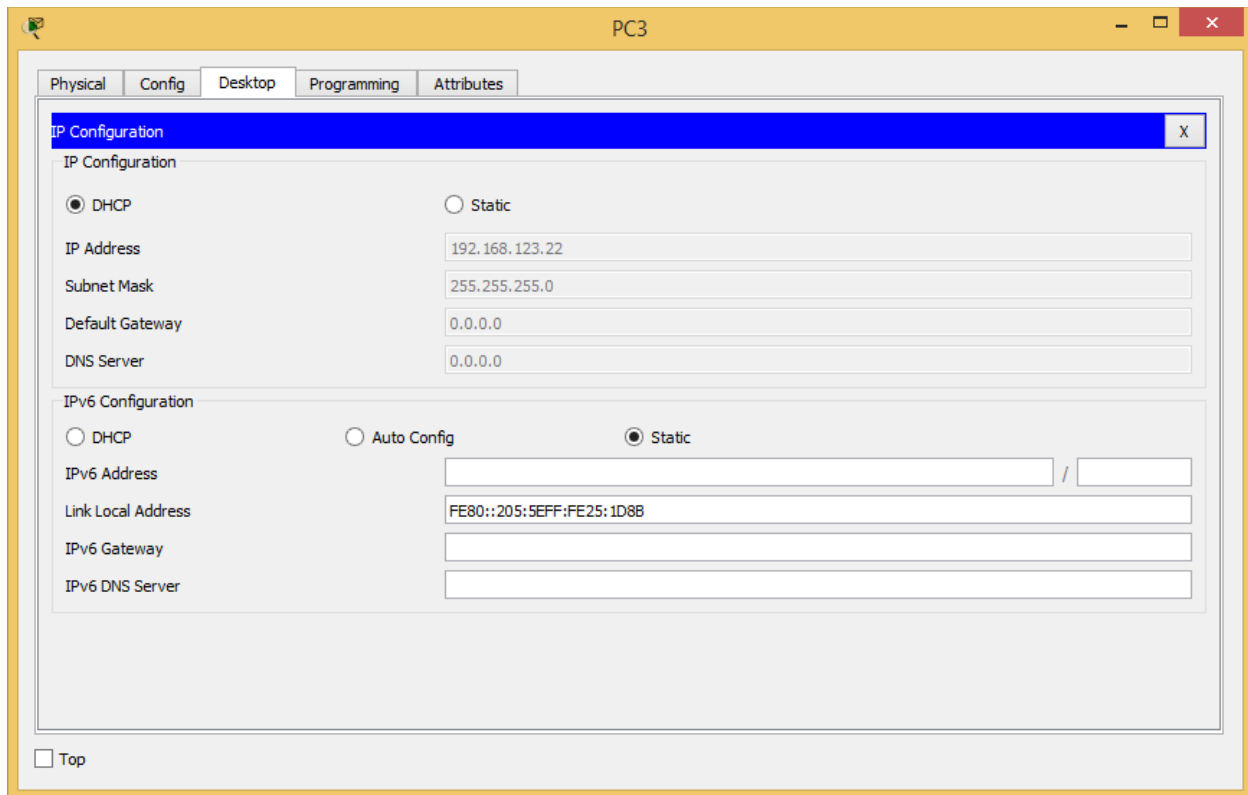 PC3
Physical Config Desktop Programming Attributes
IP Configuration X
IP Configuration
DHCP Static
IP Address 192.168.123.22
Subnet Mask 255.255.255.0
Default Gateway 0.0.0.0
DNS Server 0.0.0.0
IPv6 Configuration
DHCP Auto Config Static
IPv6 Address /
Link Local Address FE80::205:5EFF:FE25:1D8B
IPv6 Gateway
IPv6 DNS Server
Top